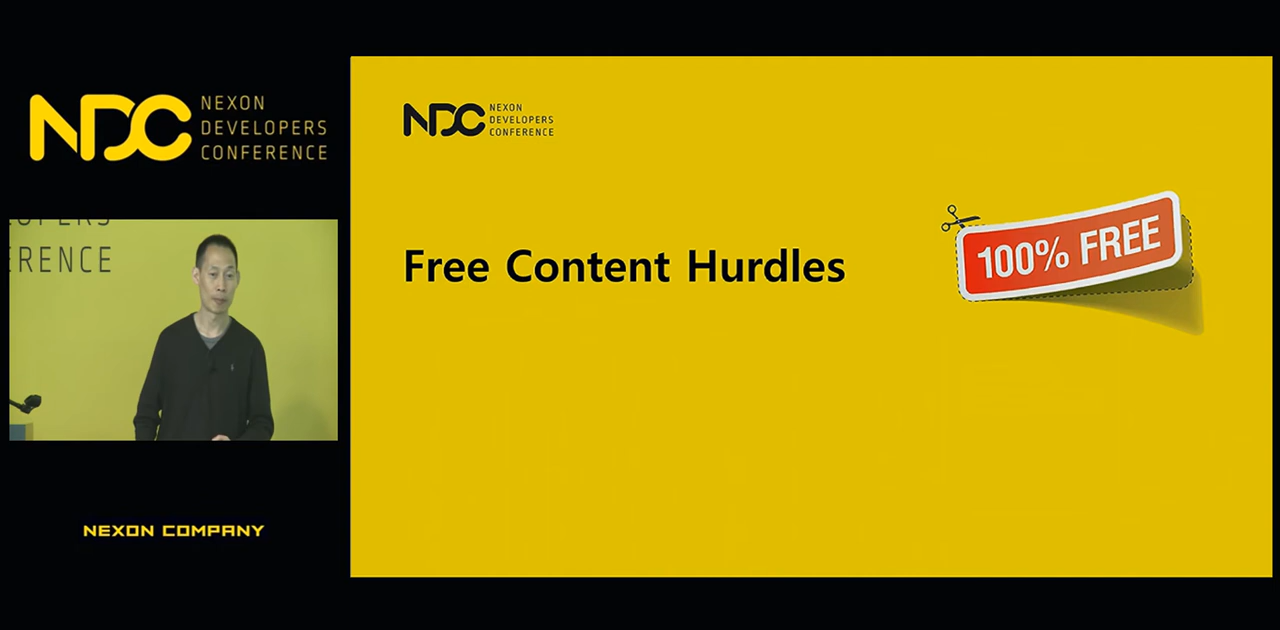 NDC NEXON
DEVELOPERS
CONFERENCE
ERENCE
NEXON COMPANY
NDC NEXON
DEVELOPERS
CONFERENCE
Free Content Hurdles
100% FREE